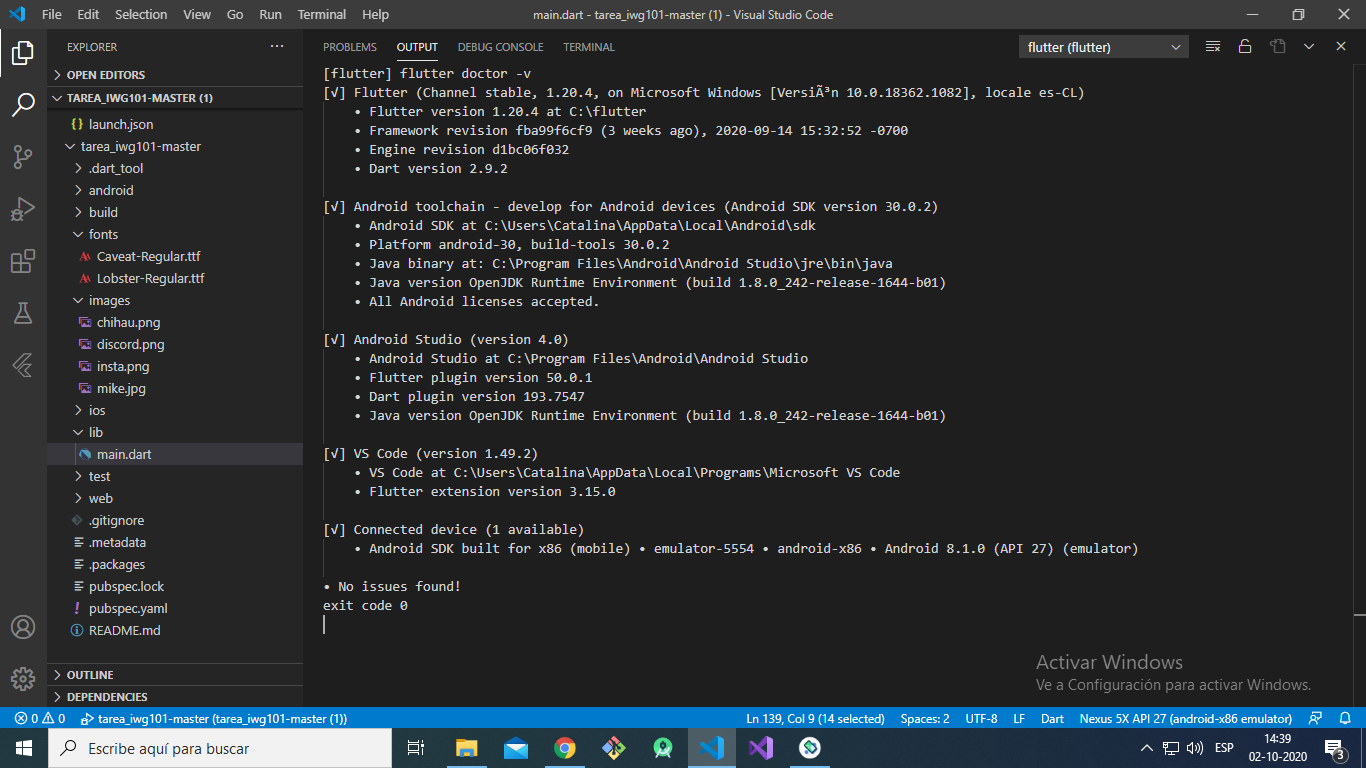 File Edit Selection View Go Run Terminal Help
main.dart - tarea_iwg101-master (1) - Visual Studio Code
EXPLORER
OPEN EDITORS
TAREA_IWG101-MASTER (1)
launch.json
tarea_iwg101-master
.dart_tool
android
build
fonts
Caveat-Regular.ttf
Lobster-Regular.ttf
images
chihau.png
discord.png
insta.png
mike.jpg
ios
lib
main.dart
test
web
.gitignore
.metadata
.packages
pubspec.lock
pubspec.yaml
README.md
OUTLINE
DEPENDENCIES
PROBLEMS OUTPUT DEBUG CONSOLE TERMINAL
flutter (flutter)
[flutter] flutter doctor -v
[√] Flutter (Channel stable, 1.20.4, on Microsoft Windows [VersiÃ³n 10.0.18362.1082], locale es-CL)
• Flutter version 1.20.4 at C:\flutter
• Framework revision fba99f6cf9 (3 weeks ago), 2020-09-14 15:32:52 -0700
• Engine revision d1bc06f032
• Dart version 2.9.2
[√] Android toolchain - develop for Android devices (Android SDK version 30.0.2)
• Android SDK at C:\Users\Catalina\AppData\Local\Android\sdk
• Platform android-30, build-tools 30.0.2
• Java binary at: C:\Program Files\Android\Android Studio\jre\bin\java
• Java version OpenJDK Runtime Environment (build 1.8.0_242-release-1644-b01)
• All Android licenses accepted.
[√] Android Studio (version 4.0)
• Android Studio at C:\Program Files\Android\Android Studio
• Flutter plugin version 50.0.1
• Dart plugin version 193.7547
• Java version OpenJDK Runtime Environment (build 1.8.0_242-release-1644-b01)
[√] VS Code (version 1.49.2)
• VS Code at C:\Users\Catalina\AppData\Local\Programs\Microsoft VS Code
• Flutter extension version 3.15.0
[√] Connected device (1 available)
• Android SDK built for x86 (mobile) • emulator-5554 • android-x86 • Android 8.1.0 (API 27) (emulator)
• No issues found!
exit code 0
Activar Windows
Ve a Configuración para activar Windows.
0 0 tarea_iwg101-master (tarea_iwg101-master (1))
Ln 139, Col 9 (14 selected) Spaces: 2 UTF-8 LF Dart Nexus 5X API 27 (android-x86 emulator)
Escribe aquí para buscar
ESP
14:39
02-10-2020
3